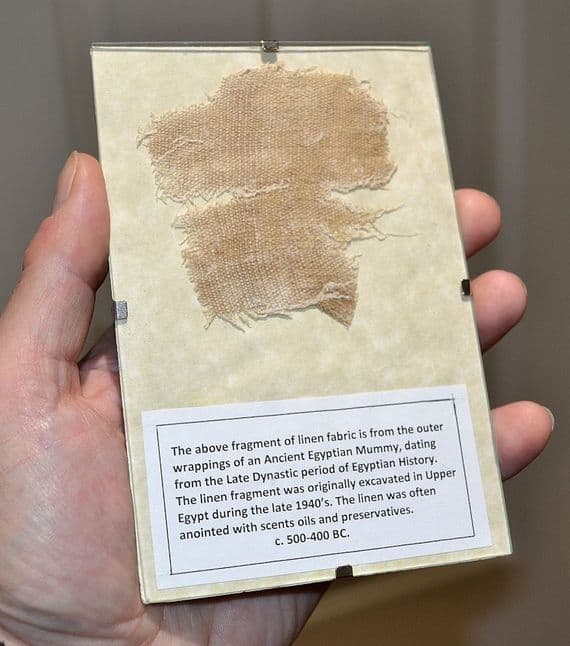 The above fragment of linen fabric is from the outer
wrappings of an Ancient Egyptian Mummy, dating
from the Late Dynastic period of Egyptian History.
The linen fragment was originally excavated in Upper
Egypt during the late 1940's. The linen was often
anointed with scents oils and preservatives.
c. 500-400 BC.